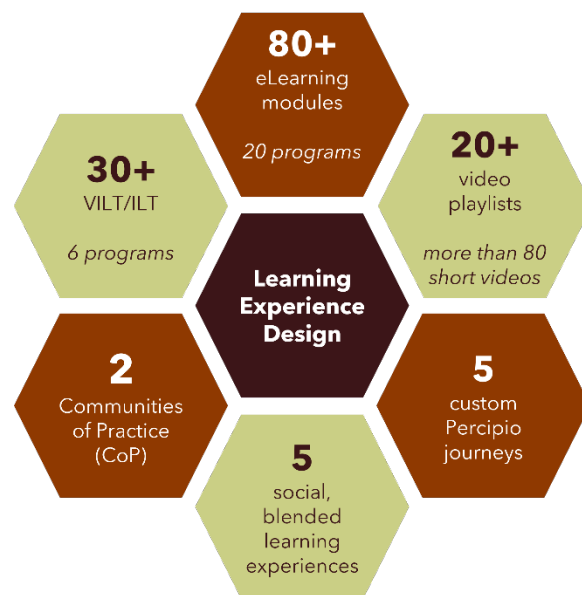 80+
eLearning
modules
20 programs
30+
VILT/ILT
6 programs
20+
video
playlists
more than 80
short videos
Learning
Experience
Design
2
Communities
of Practice
(CoP)
5
custom
Percipio
journeys
5
social,
blended
learning
experiences